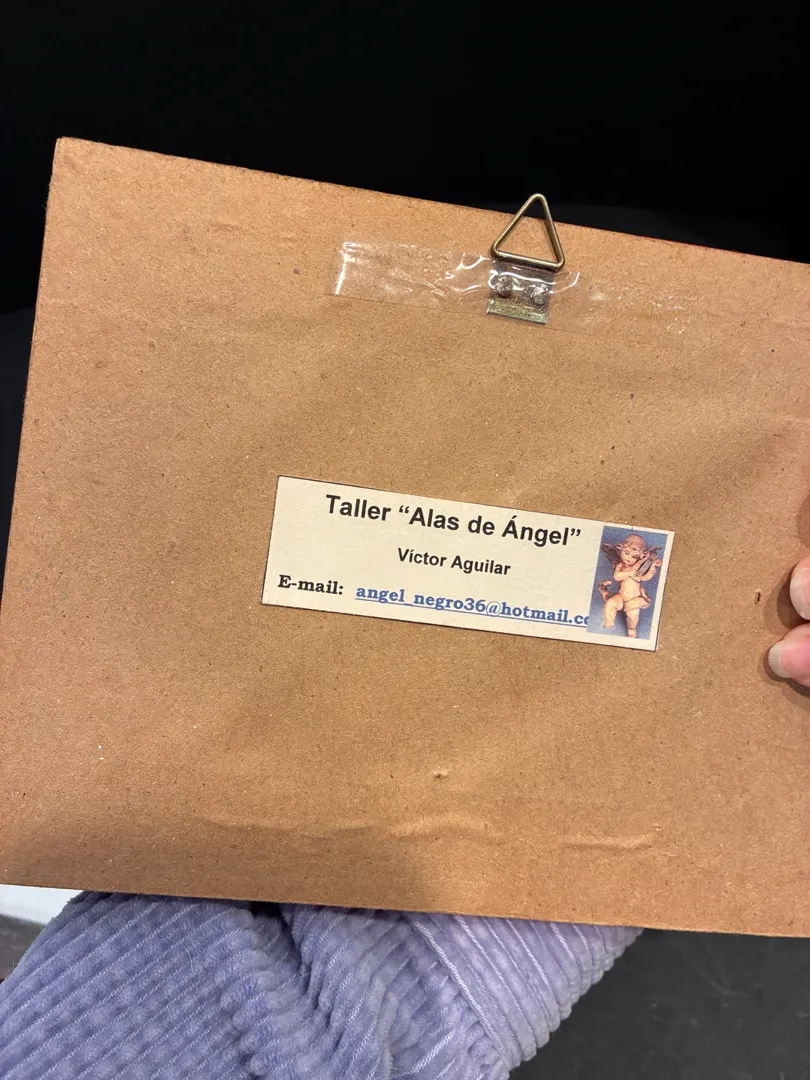 Taller “Alas de Ángel”
Víctor Aguilar
E-mail: angel_negro36@hotmail.co